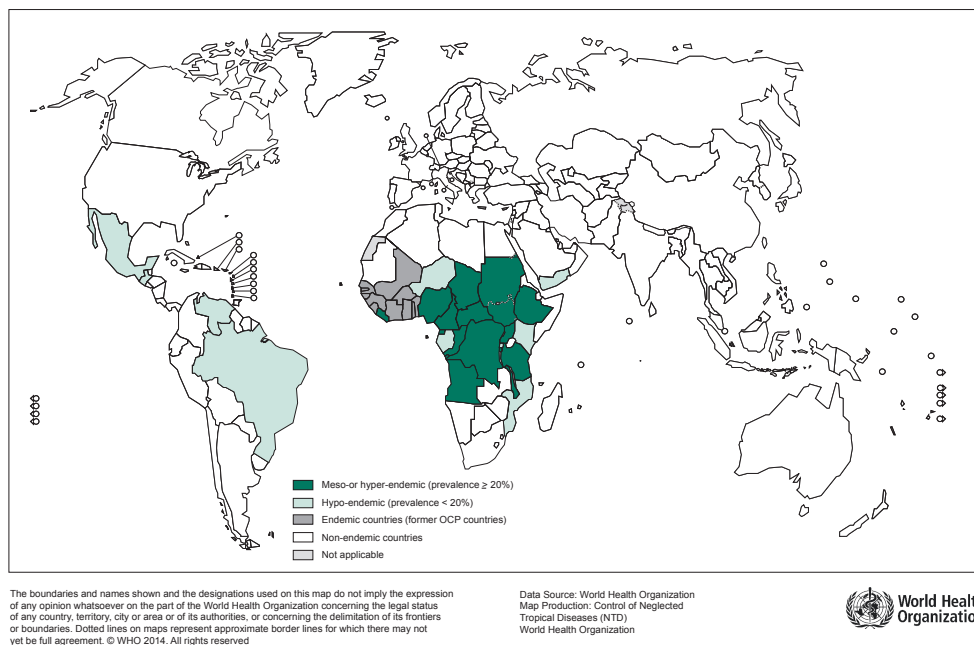 Meso-or hyper-endemic (prevalence ≥ 20%)
Hypo-endemic (prevalence < 20%)
Endemic countries (former OCP countries)
Non-endemic countries
Not applicable
The boundaries and names shown and the designations used on this map do not imply the expression
of any opinion whatsoever on the part of the World Health Organization concerning the legal status
of any country, territory, city or area or of its authorities, or concerning the delimitation of its frontiers
or boundaries. Dotted lines on maps represent approximate border lines for which there may not
yet be full agreement. © WHO 2014. All rights reserved
Data Source: World Health Organization
Map Production: Control of Neglected
Tropical Diseases (NTD)
World Health Organization
World Heal
Organizatio